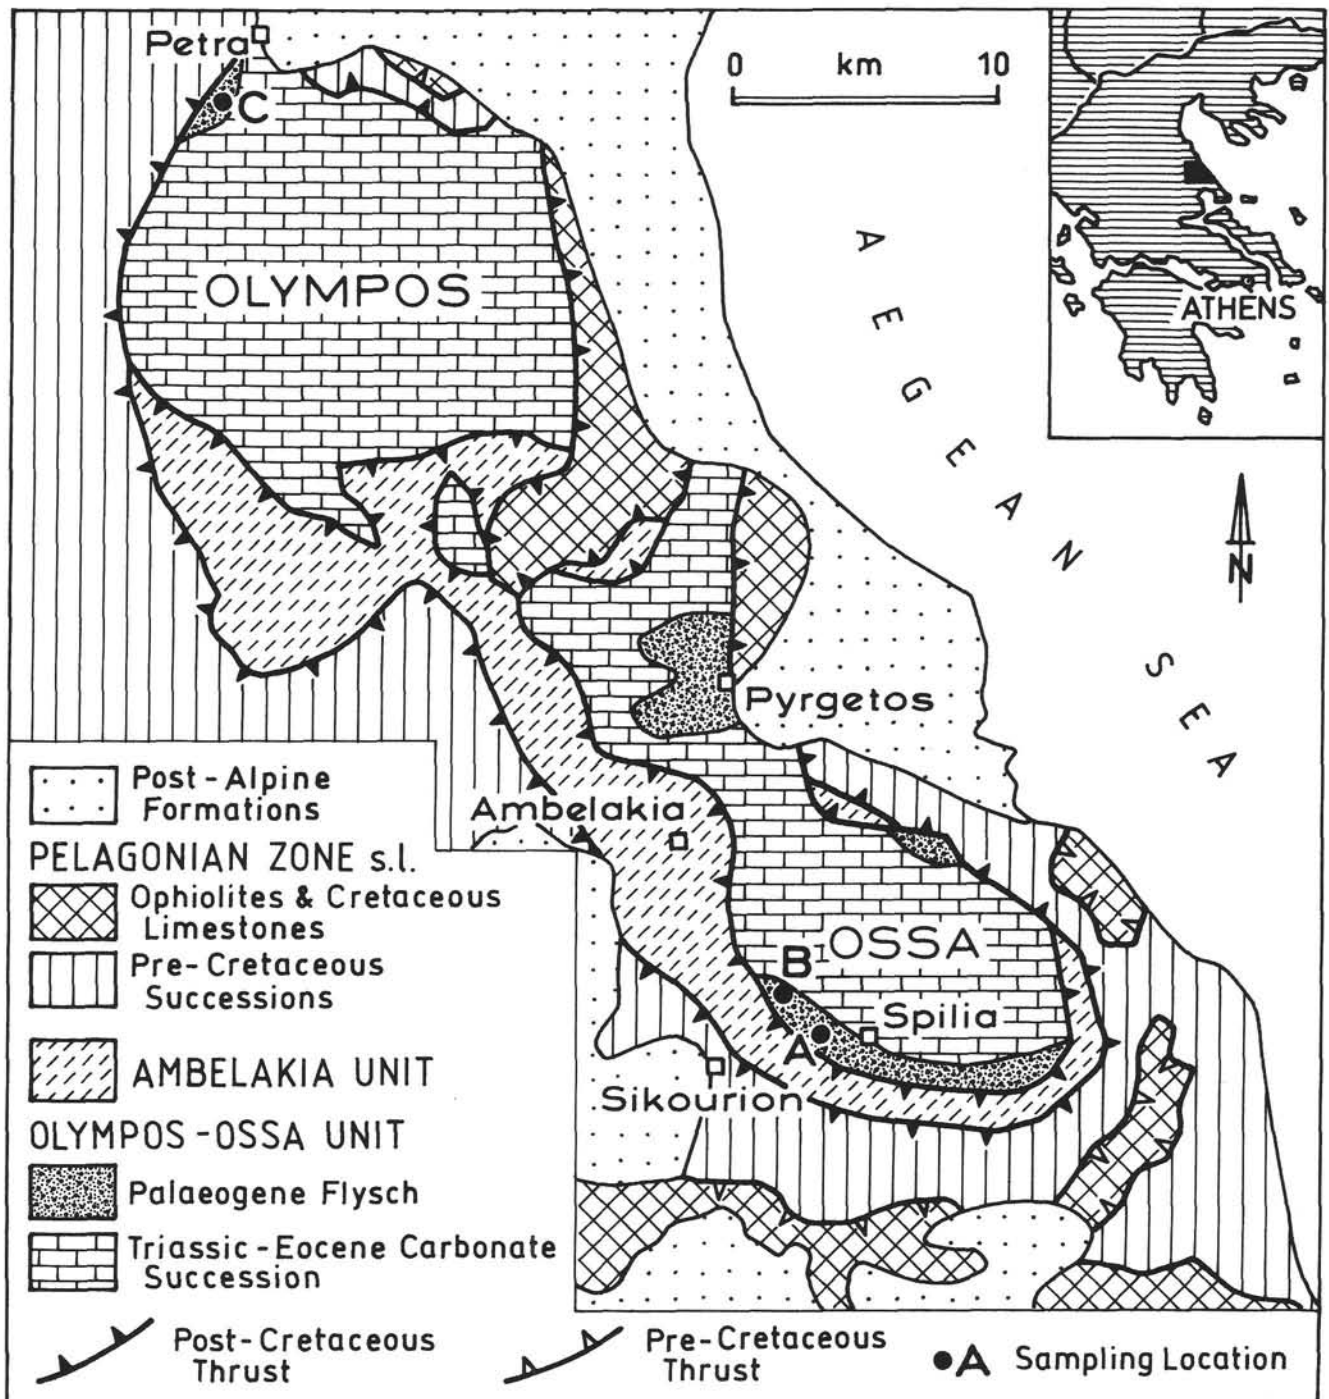 Petra
C
0 km 10
OLYMPOS
AEGEAN SEA
ATHENS
N
Pyrgetos
Ambelakia
OSSA
B
Spilia
A
Sikourion
Post-Alpine
Formations
PELAGONIAN ZONE s.l.
Ophiolites & Cretaceous
Limestones
Pre-Cretaceous
Successions
AMBELAKIA UNIT
OLYMPOS-OSSA UNIT
Palaeogene Flysch
Triassic-Eocene Carbonate
Succession
Post-Cretaceous
Thrust
Pre-Cretaceous
Thrust
A Sampling Location